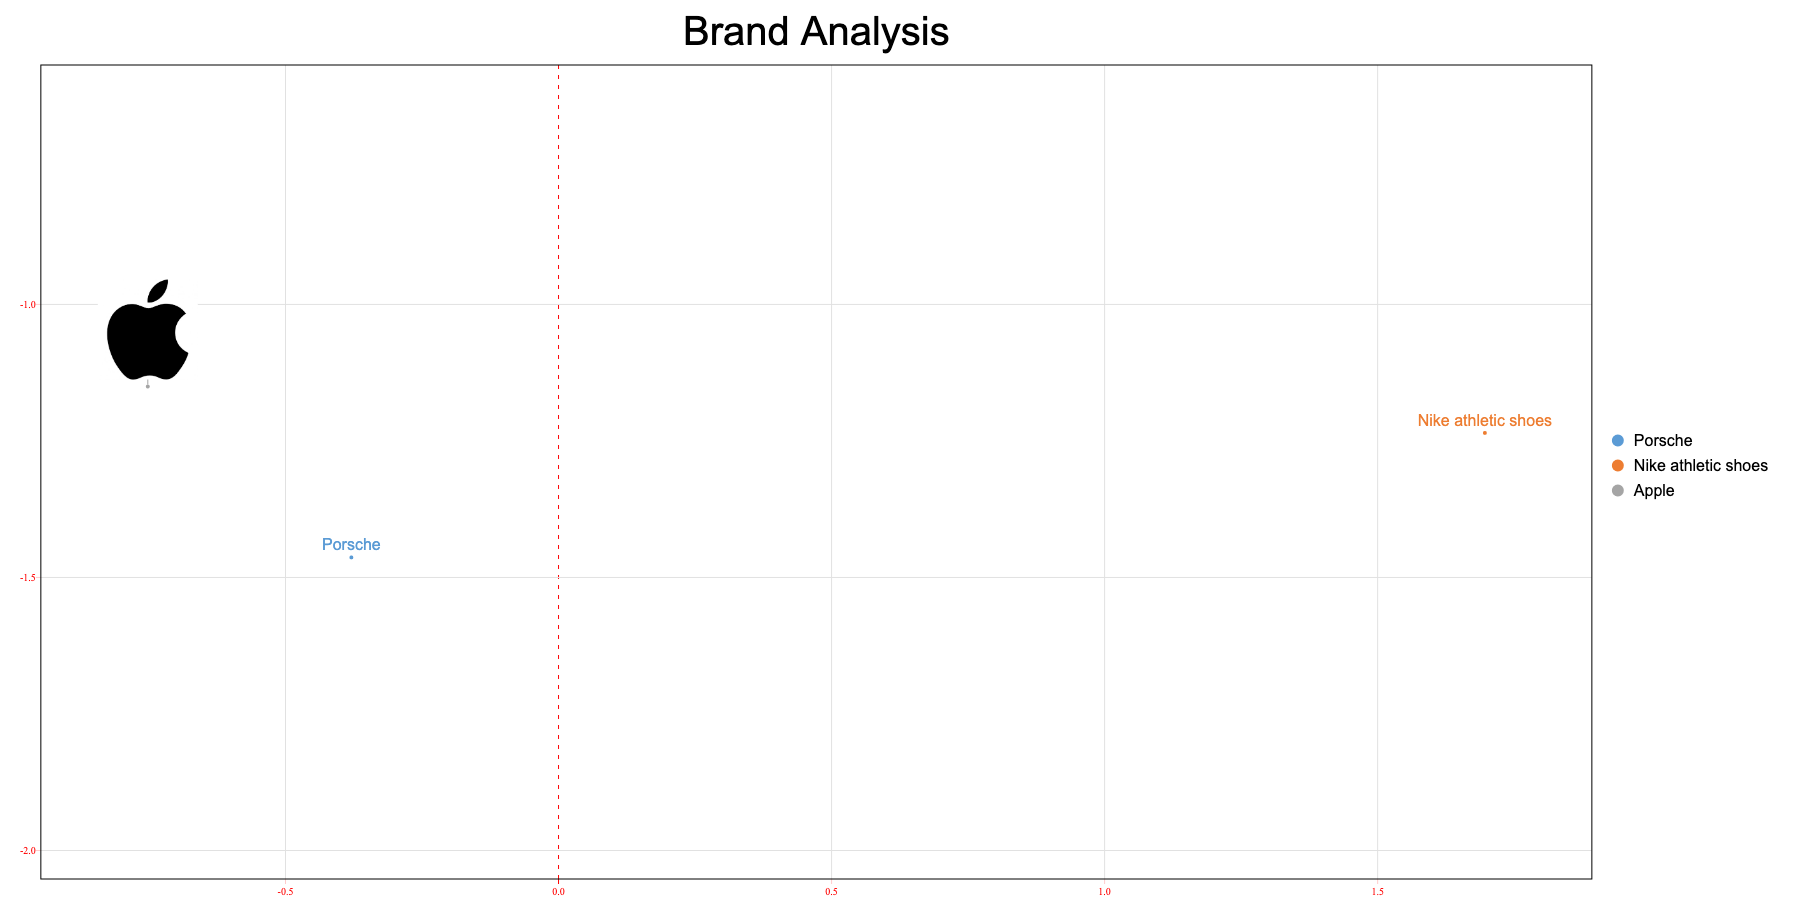 Brand Analysis
-1.0
Nike athletic shoes
Porsche
-1.5
-2.0
-0.5
0.0
0.5
1.0
1.5
Porsche
Nike athletic shoes
Apple